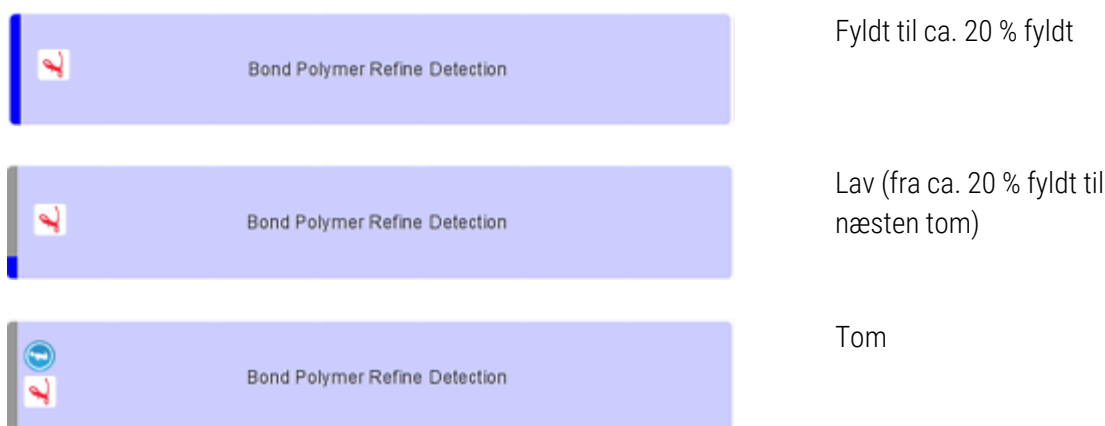 Fyldt til ca. 20 % fyldt
Bond Polymer Refine Detection
Lav (fra ca. 20 % fyldt til
næsten tom)
Bond Polymer Refine Detection
Tom
Bond Polymer Refine Detection